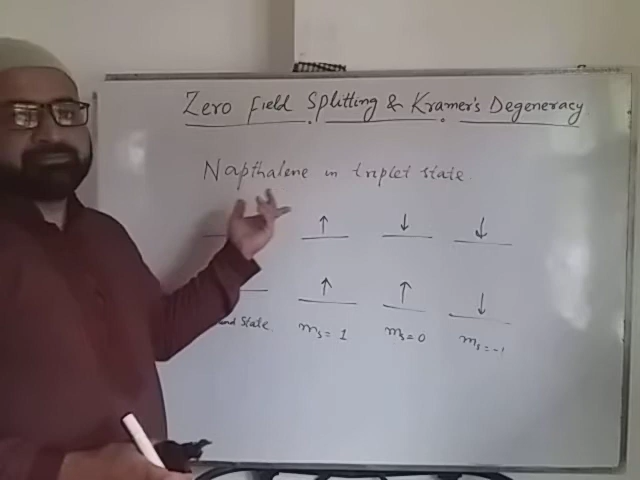 Zero Field Splitting & Kramer's Degeneracy
Napthalene in triplet state.
State. ms = 1 ms = 0 ms = -1